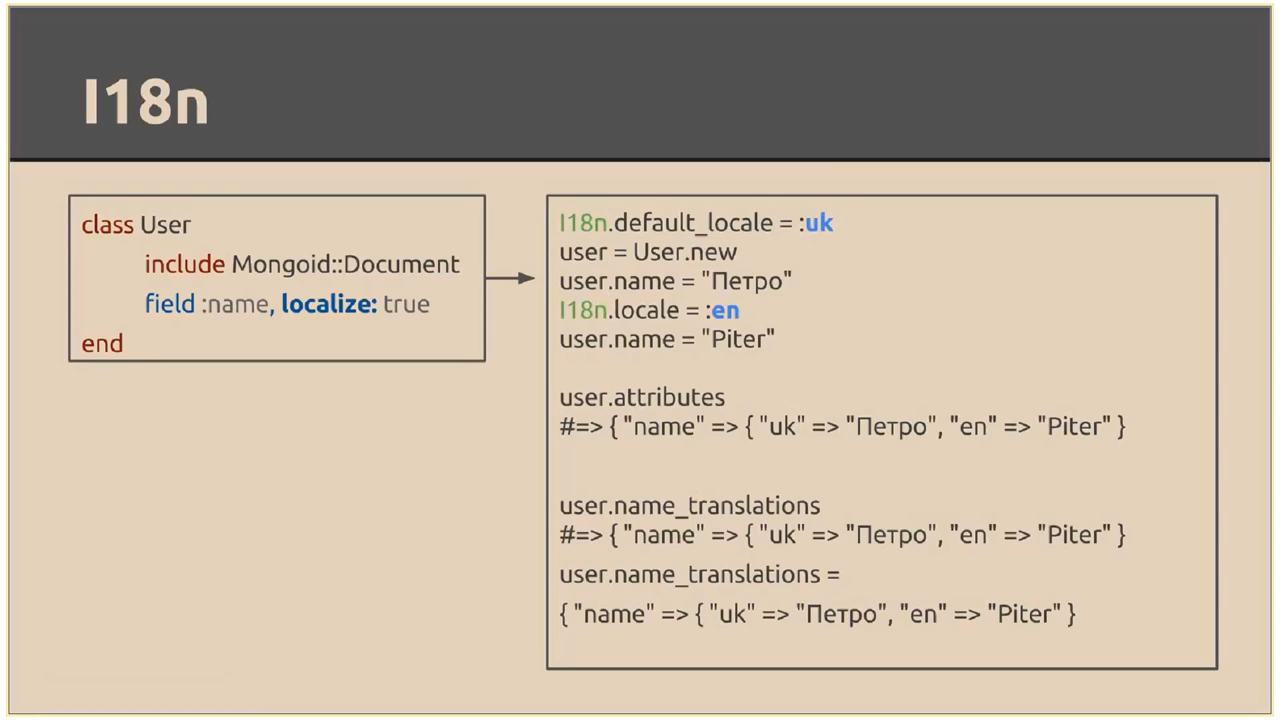 I18n
class User
include Mongoid::Document
field :name, localize: true
end
I18n.default_locale = :uk
user = User.new
user.name = "Петро"
I18n.locale = :en
user.name = "Piter"
user.attributes
#=> { "name" => { "uk" => "Петро", "en" => "Piter" }
user.name_translations
#=> { "name" => { "uk" => "Петро", "en" => "Piter" }
user.name_translations =
{ "name" => { "uk" => "Петро", "en" => "Piter" }